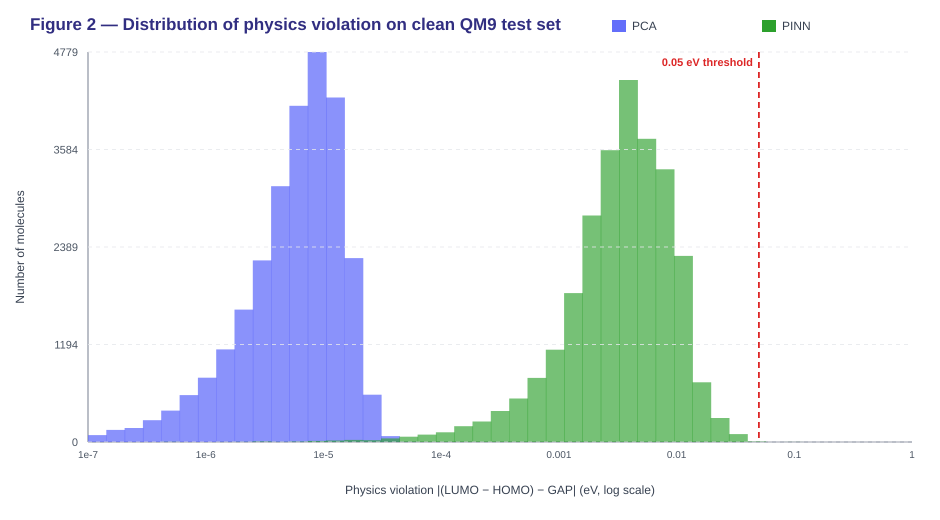 Figure 2 — Distribution of physics violation on clean QM9 test set
PCA
PINN
0.05 eV threshold
Number of molecules
4779
3584
2389
1194
0
1e-7
1e-6
1e-5
1e-4
0.001
0.01
0.1
1
Physics violation |(LUMO − HOMO) − GAP| (eV, log scale)